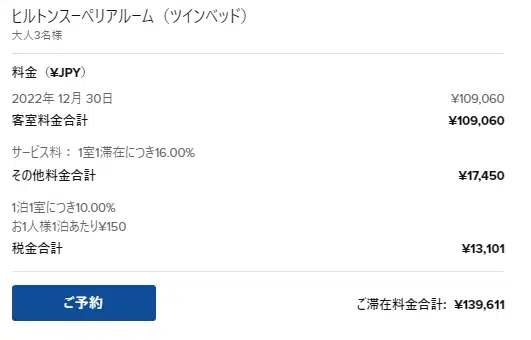 ヒルトンスーペリアルーム（ツインベッド）
大人3名様
料金（¥JPY）
2022年 12月 30日 ¥109,060
客室料金合計 ¥109,060
サービス料： 1室1滞在につき16.00%
その他料金合計 ¥17,450
1泊1室につき10.00%
お1人様1泊あたり¥150
税金合計 ¥13,101
ご予約 ご滞在料金合計: ¥139,611